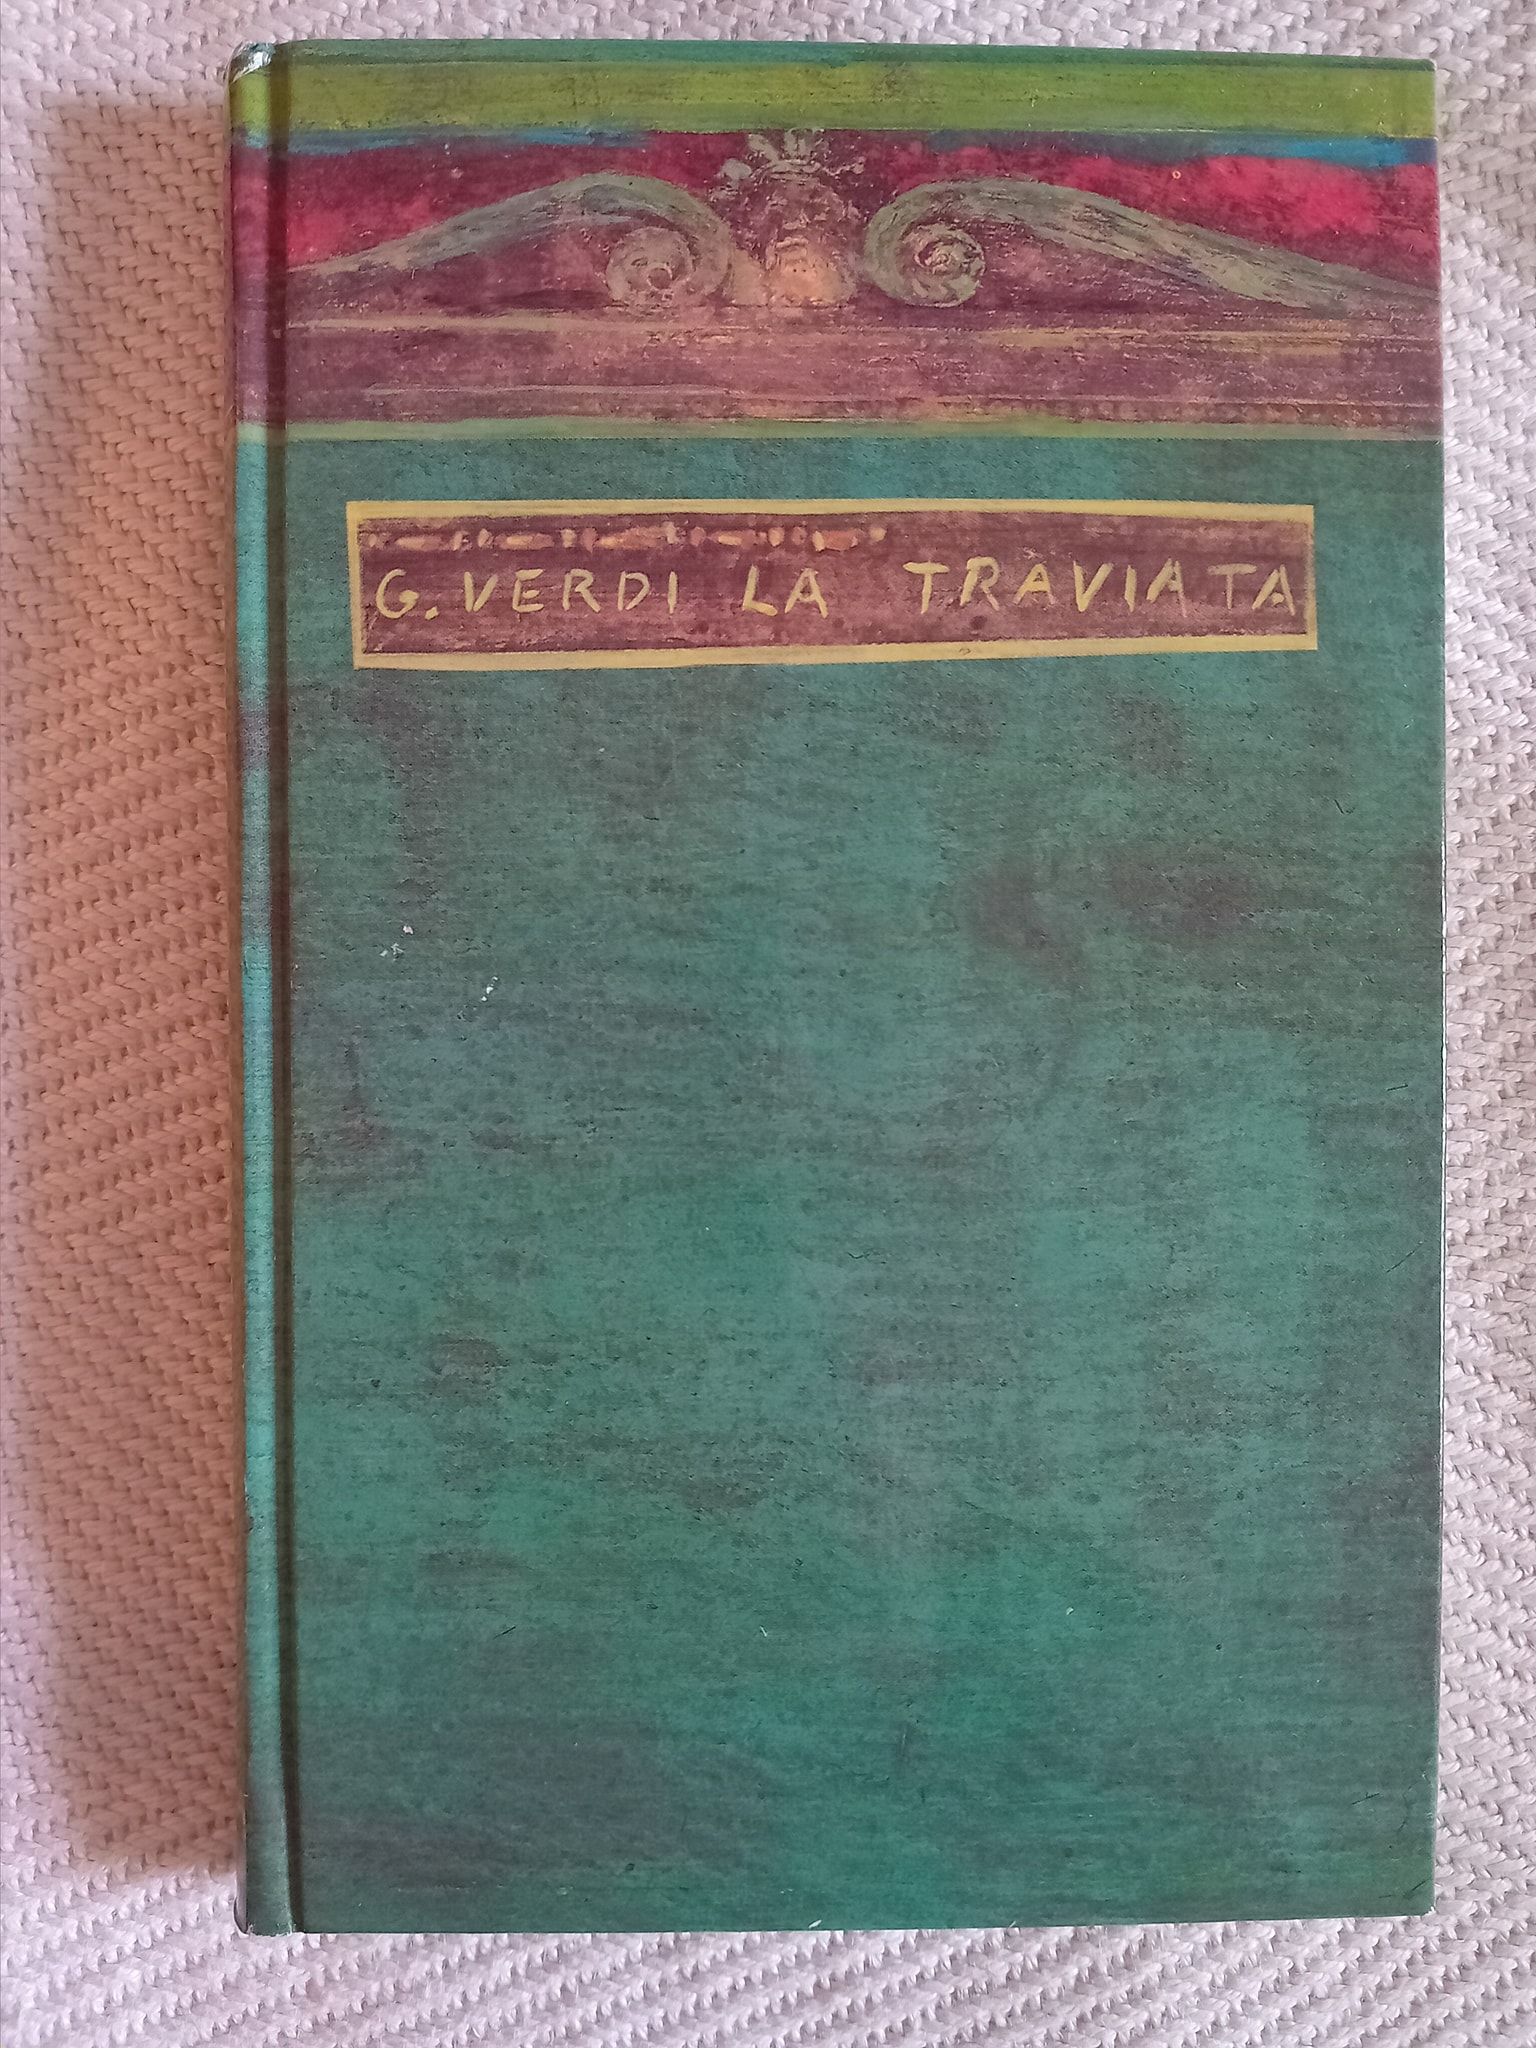 G. VERDI LA TRAVIATA